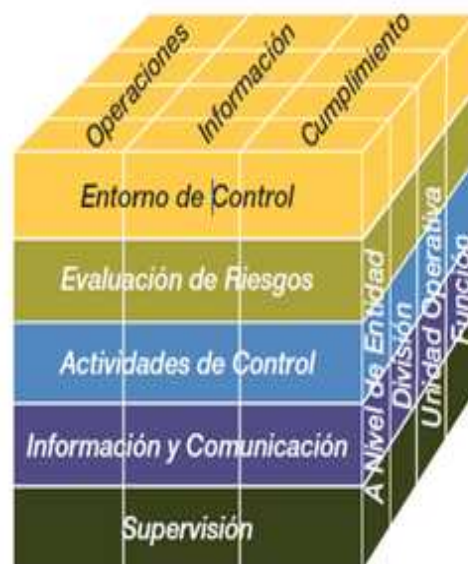 Operaciones
Información
Cumplimiento
Entorno de Control
Evaluación de Riesgos
Actividades de Control
Información y Comunicación
Supervisión
A Nivel de Entidad
División
Unidad Operativa
Función